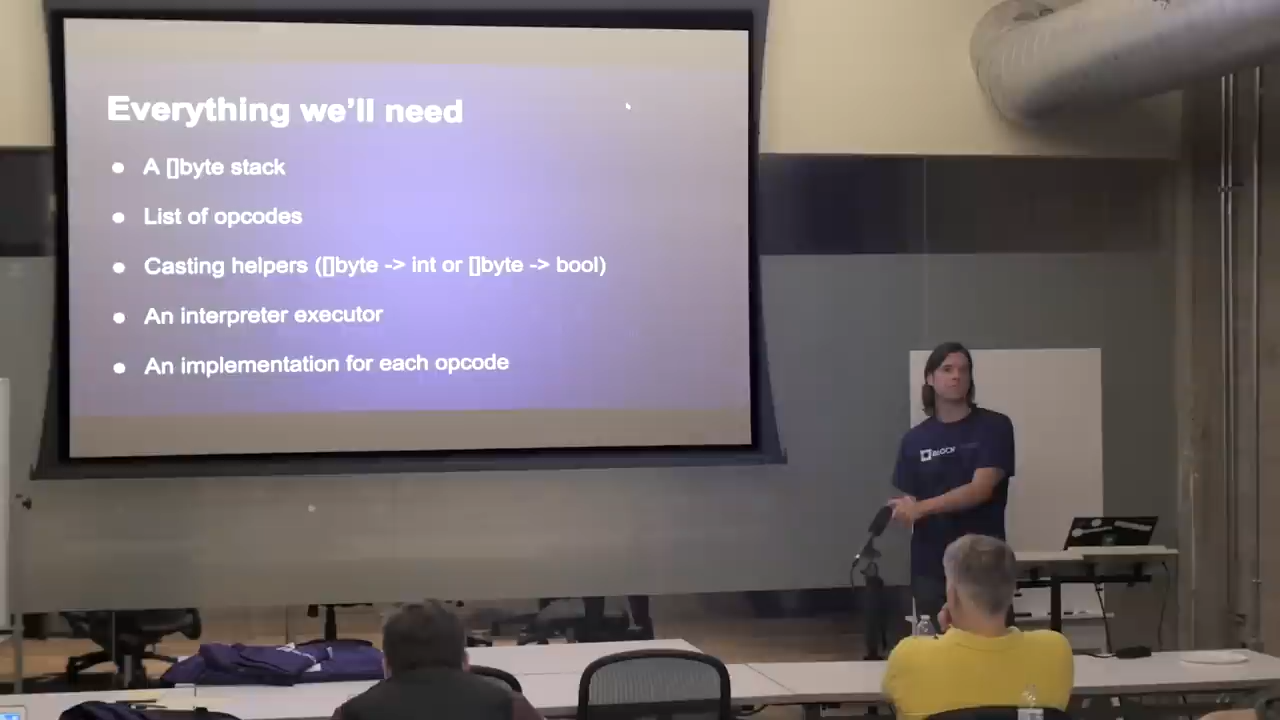 Everything we'll need
● A []byte stack
● List of opcodes
● Casting helpers ([]byte -> int or []byte -> bool)
● An interpreter executor
● An implementation for each opcode
BLOCK